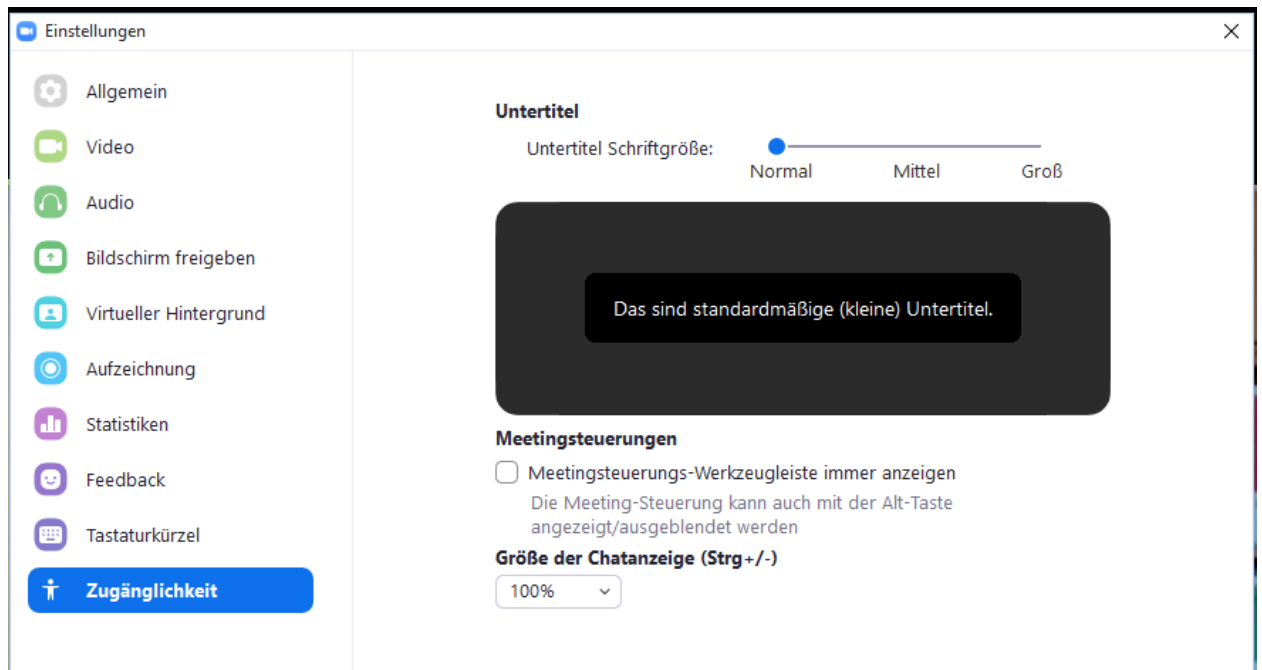 Einstellungen
Allgemein
Video
Audio
Bildschirm freigeben
Virtueller Hintergrund
Aufzeichnung
Statistiken
Feedback
Tastaturkürzel
Zugänglichkeit
Untertitel
Untertitel Schriftgröße:
Normal Mittel Groß
Das sind standardmäßige (kleine) Untertitel.
Meetingsteuerungen
Meetingsteuerungs-Werkzeugleiste immer anzeigen
Die Meeting-Steuerung kann auch mit der Alt-Taste
angezeigt/ausgeblendet werden
Größe der Chatanzeige (Strg+/-)
100%